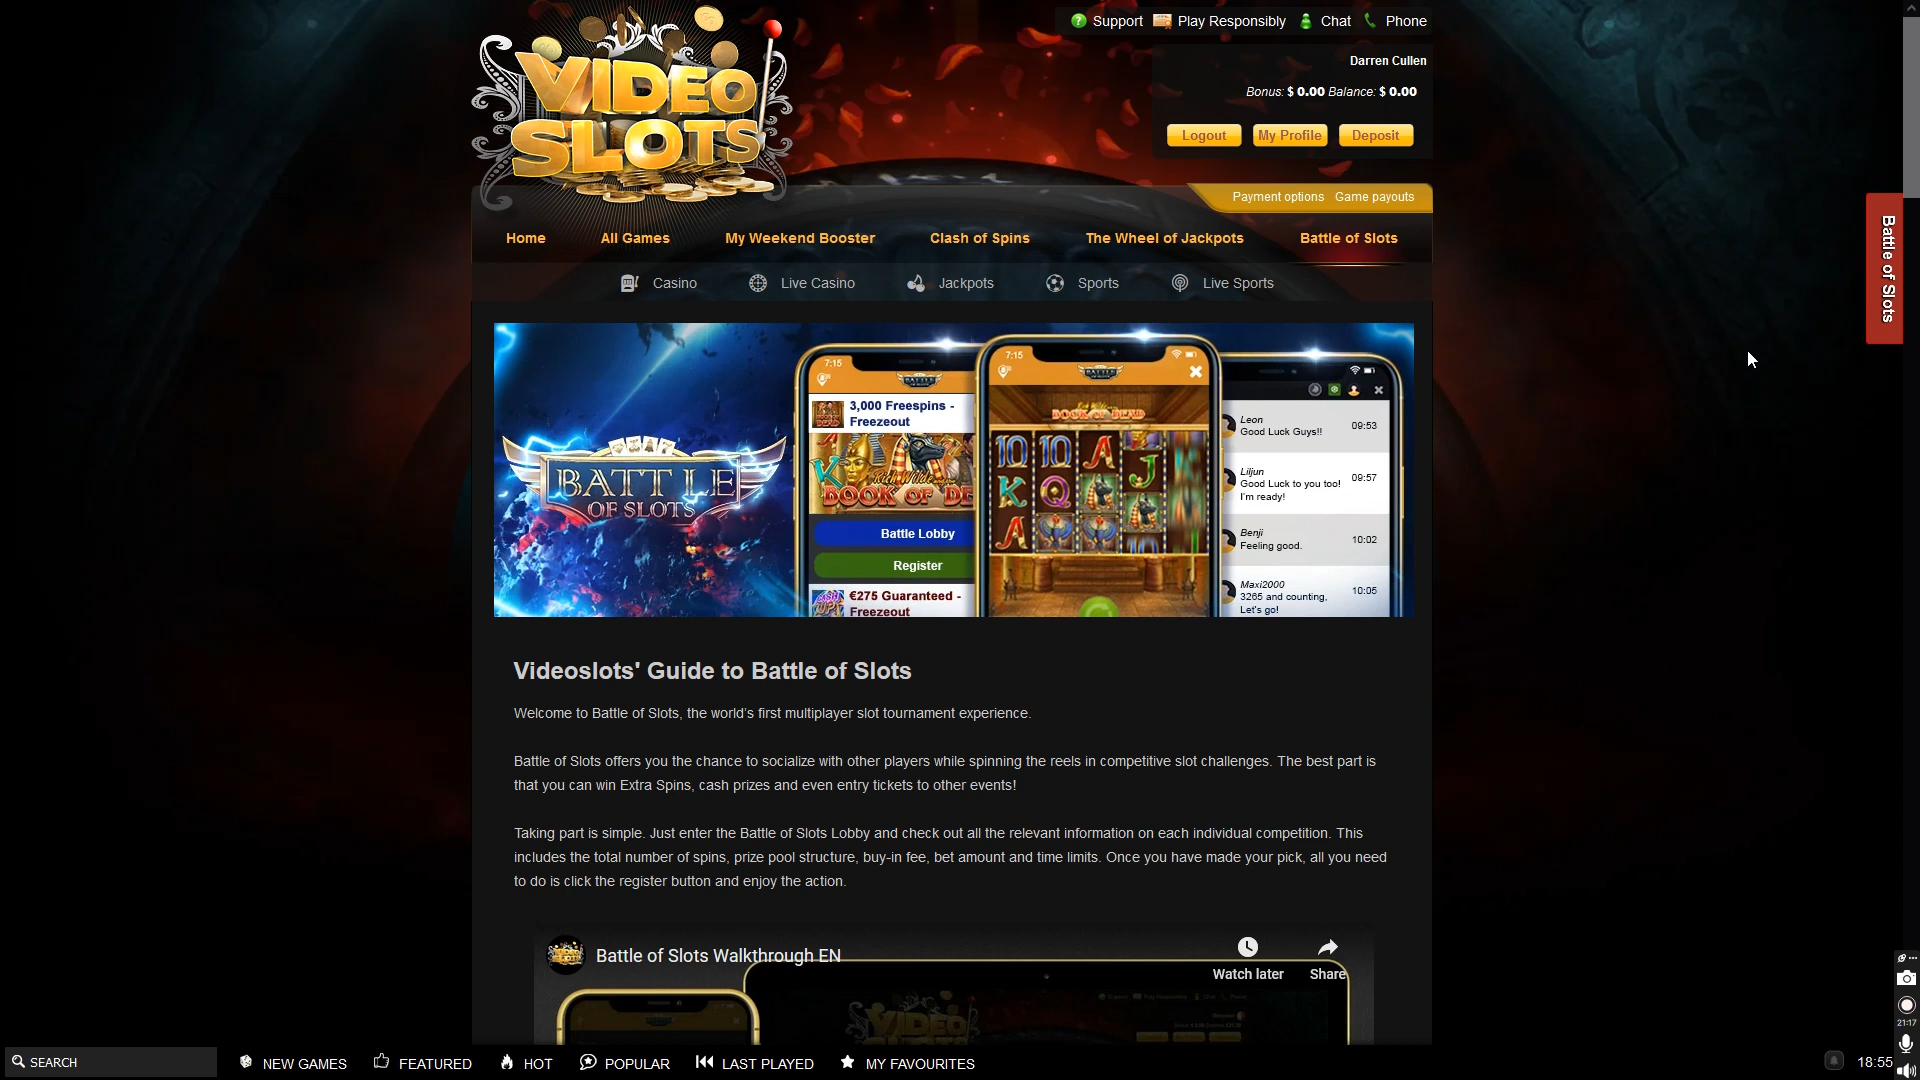 Support Play Responsibly Chat Phone
Darren Cullen
Bonus: $ 0.00 Balance: $ 0.00
Logout My Profile Deposit
VIDEO
SLOTS
Payment options Game payouts
Home All Games My Weekend Booster Clash of Spins The Wheel of Jackpots Battle of Slots
Casino Live Casino Jackpots Sports Live Sports
Battle of Slots
BATTLE
OF SLOTS
7:15
3,000 Freespins -
Freezeout
Rich Wilde
BOOK OF DE
Battle Lobby
Register
€275 Guaranteed -
Freezeout
7:15
BOOK OF DEAD
10 10 A J
K Q
A
Leon
Good Luck Guys!! 09:53
Liljun
Good Luck to you too! 09:57
I'm ready!
Benji
Feeling good. 10:02
Maxi2000
3265 and counting, 10:05
Let's go!
Videoslots' Guide to Battle of Slots
Welcome to Battle of Slots, the world's first multiplayer slot tournament experience.
Battle of Slots offers you the chance to socialize with other players while spinning the reels in competitive slot challenges. The best part is
that you can win Extra Spins, cash prizes and even entry tickets to other events!
Taking part is simple. Just enter the Battle of Slots Lobby and check out all the relevant information on each individual competition. This
includes the total number of spins, prize pool structure, buy-in fee, bet amount and time limits. Once you have made your pick, all you need
to do is click the register button and enjoy the action.
Battle of Slots Walkthrough EN
Watch later Share
VIDEO
21:17
SEARCH NEW GAMES FEATURED HOT POPULAR LAST PLAYED MY FAVOURITES 18:55